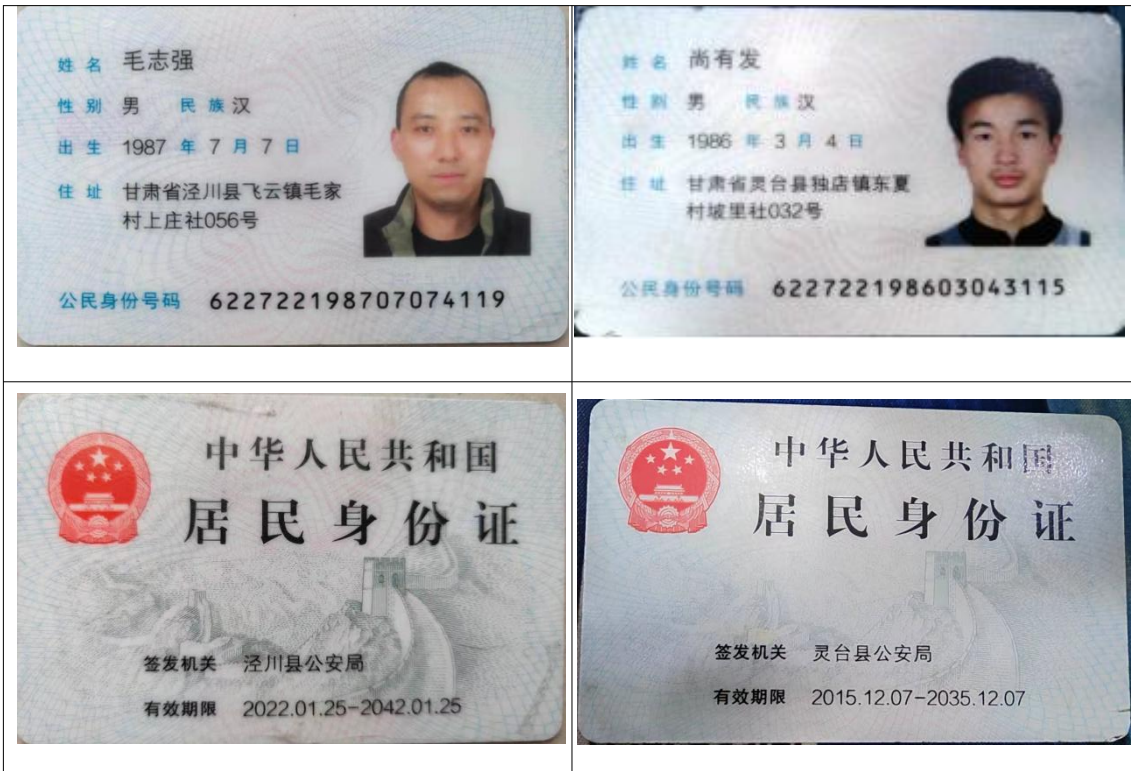 姓名 毛志强
性别 男 民族 汉
出生 1987 年 7 月 7 日
住址 甘肃省泾川县飞云镇毛家
村上庄社056号
公民身份号码 622722198707074119
姓名 尚有发
性别 男 民族 汉
出生 1986 年 3 月 4 日
住址 甘肃省灵台县独店镇东夏
村坡里社032号
公民身份号码 622722198603043115
中华人民共和国
居民身份证
签发机关 泾川县公安局
有效期限 2022.01.25-2042.01.25
中华人民共和国
居民身份证
签发机关 灵台县公安局
有效期限 2015.12.07-2035.12.07